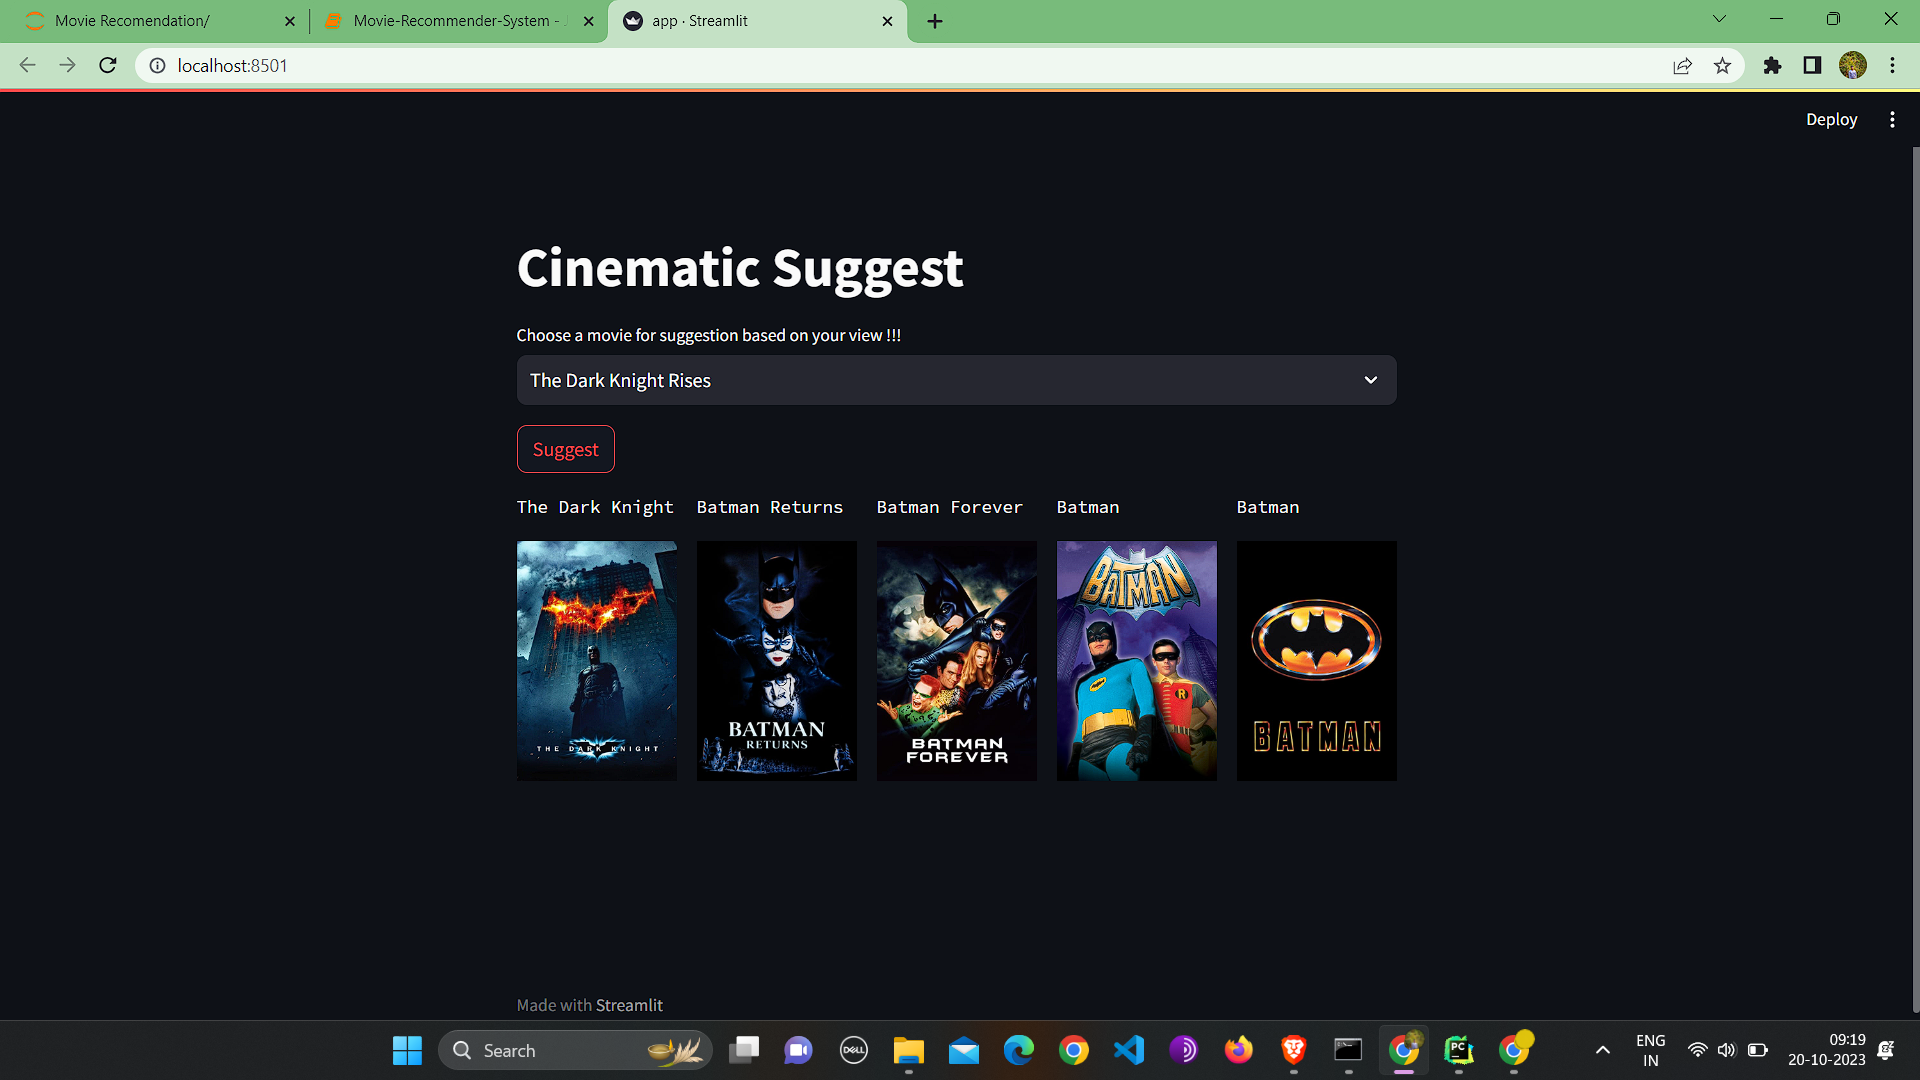 Movie Recomendation/
Movie-Recommender-System -
app · Streamlit
localhost:8501
Deploy
Cinematic Suggest
Choose a movie for suggestion based on your view !!!
The Dark Knight Rises
Suggest
The Dark Knight
Batman Returns
Batman Forever
Batman
Batman
THE DARK KNIGHT
BATMAN
RETURNS
BATMAN
FOREVER
BATMAN
R
BATMAN
Made with Streamlit
Search
DELL
PC
ENG
IN
09:19
20-10-2023